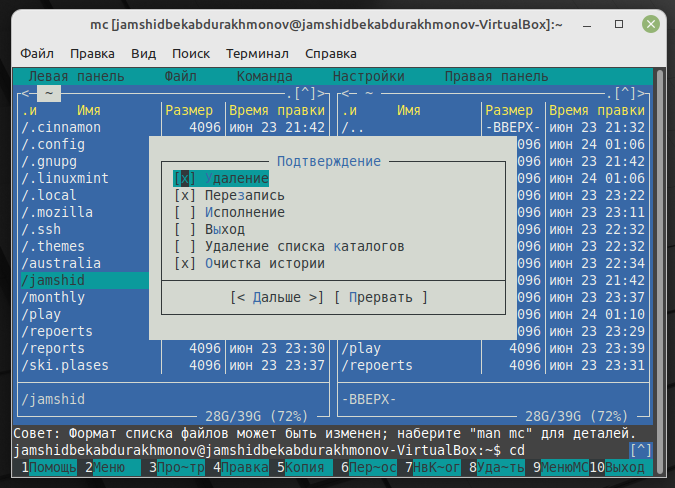 mc [jamshidbekabdurakhmonov@jamshidbekabdurakhmonov-VirtualBox]:~
Файл Правка Вид Поиск Терминал Справка
Левая панель Файл Команда Настройки Правая панель
<─ ~ .[^]> <─ ~ .[^]>
.и Имя Размер Время правки .и Имя Размер Время правки
/.cinnamon 4096 июн 23 21:42 /.. -ВВЕРХ- июн 23 21:32
/.config 096 июн 24 01:06
/.gnupg Подтверждение 096 июн 23 21:42
/.linuxmint [x] Удаление 096 июн 24 01:06
/.local [x] Перезапись 096 июн 23 22:22
/.mozilla [ ] Исполнение 096 июн 23 23:11
/.ssh [ ] Выход 096 июн 23 22:32
/.themes [ ] Удаление списка каталогов 096 июн 23 22:32
/australia [x] Очистка истории 096 июн 23 22:34
/jamshid 096 июн 23 21:42
/monthly [< Дальше >] [ Прервать ] 096 июн 23 23:37
/play 096 июн 24 01:10
/repoerts 096 июн 23 23:29
/reports 4096 июн 23 23:30 /play 4096 июн 23 23:39
/ski.plases 4096 июн 23 23:37 /repoerts 4096 июн 23 23:31
/jamshid -ВВЕРХ-
28G/39G (72%) 28G/39G (72%)
Совет: Формат списка файлов может быть изменен; наберите "man mc" для деталей.
jamshidbekabdurakhmonov@jamshidbekabdurakhmonov-VirtualBox:~$ cd [^]
1Помощь 2Меню 3Про~тр 4Правка 5Копия 6Пер~ос 7НвК~ог 8Уда~ть 9МенюМС 10Выход